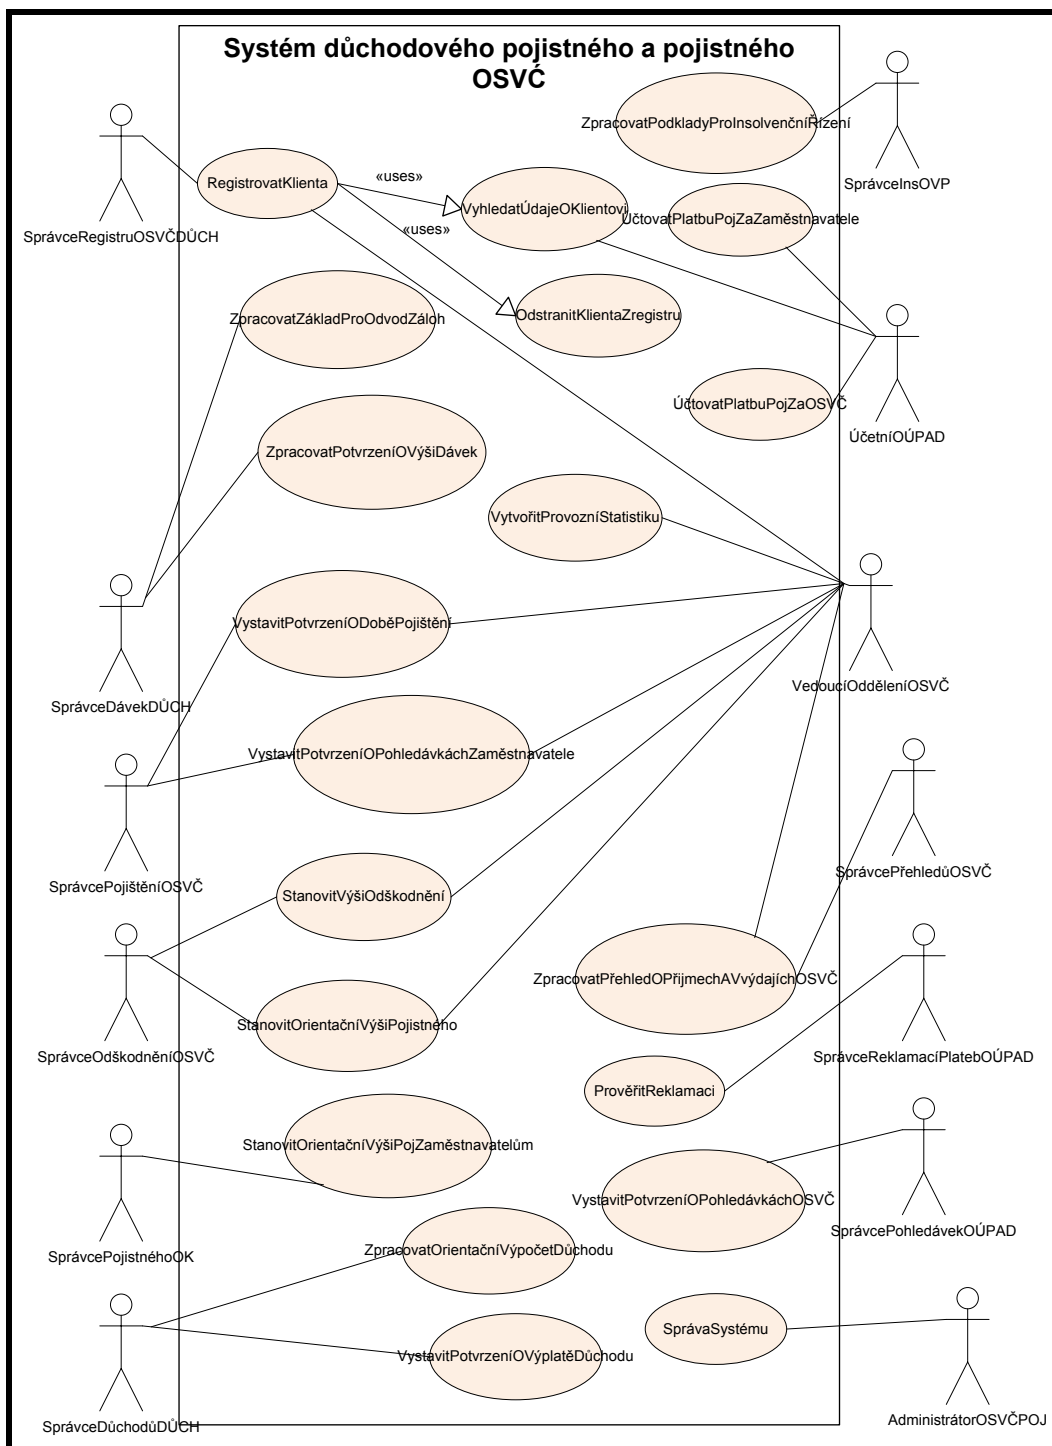 Systém důchodového pojistného a pojistného
OSVĆ
ZpracovatPodkladyProInsolvenčníŘízení
SprávceInsOVP
RegistrovatKlienta
«uses»
VyhledatÚdajeOKlientovi
ÚčtovatPlatbuPojZaZaměstnavatele
SprávceRegistruOSVČDŮCH
«uses»
ZpracovatZákladProOdvodZáloh
OdstranitKlientaZregistru
ÚčtovatPlatbuPojZaOSVČ
ÚčetníOÚPAD
ZpracovatPotvrzeníOVýšiDávek
VytvořitProvozníStatistiku
VystavitPotvrzeníODoběPojištění
VedoucíOdděleníOSVČ
SprávceDávekDŮCH
VystavitPotvrzeníOPohledávkáchZaměstnavatele
SprávcePojištěníOSVČ
SprávcePřehledůOSVČ
StanovitVýšiOdškodnění
ZpracovatPřehledOPřijmechAVvýdajíchOSVČ
StanovitOrientačníVýšiPojistného
SprávceOdškodněníOSVČ
SprávceReklamacíPlatebOÚPAD
PrověřitReklamaci
StanovitOrientačníVýšiPojZaměstnavatelům
VystavitPotvrzeníOPohledávkáchOSVČ
SprávcePohledávekOÚPAD
SprávcePojistnéhoOK
ZpracovatOrientačníVýpočetDůchodu
SprávaSystému
VystavitPotvrzeníOVýplatěDůchodu
SprávceDůchodůDŮCH
AdministrátorOSVČPOJ